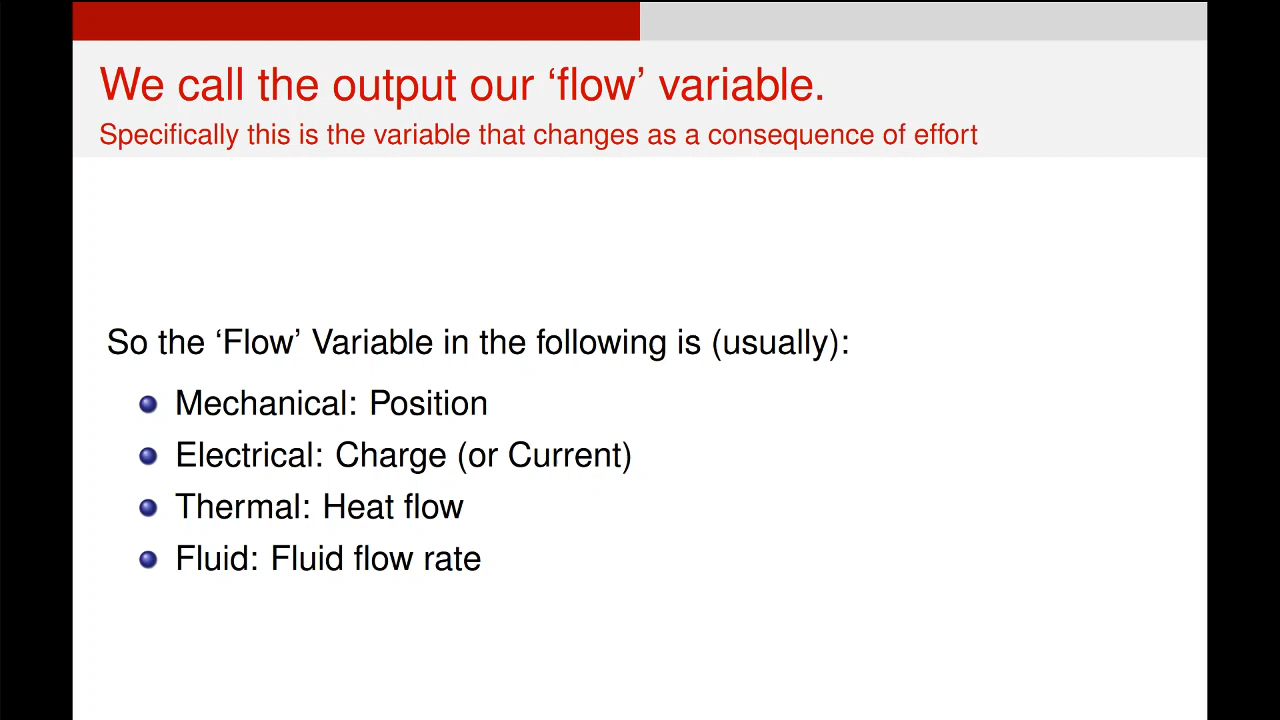 We call the output our ‘flow’ variable.
Specifically this is the variable that changes as a consequence of effort
So the ‘Flow’ Variable in the following is (usually):
Mechanical: Position
Electrical: Charge (or Current)
Thermal: Heat flow
Fluid: Fluid flow rate